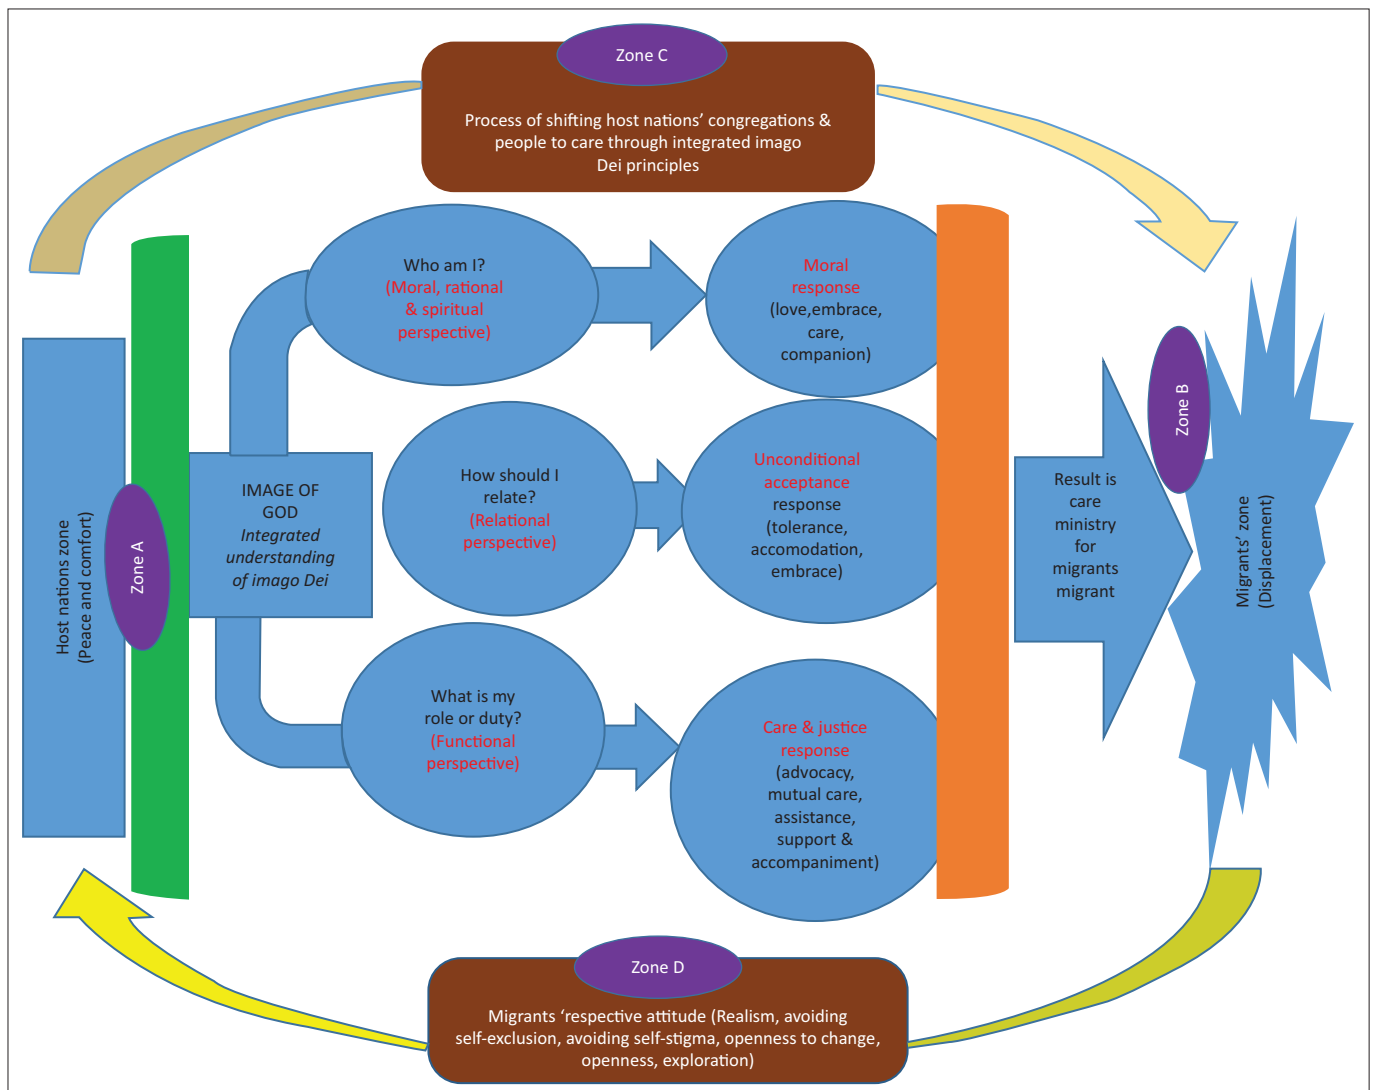 Zone C
Process of shifting host nations’ congregations &
people to care through integrated imago
Dei principles
Host nations zone
(Peace and comfort)
Zone A
IMAGE OF
GOD
Integrated
understanding
of imago Dei
Who am I?
(Moral, rational
& spiritual
perspective)
Moral
response
(love,embrace,
care,
companion)
How should I
relate?
(Relational
perspective)
Unconditional
acceptance
response
(tolerance,
accomodation,
embrace)
What is my
role or duty?
(Functional
perspective)
Care & justice
response
(advocacy,
mutual care,
assistance,
support &
accompaniment)
Result is
care
ministry
for
migrants
migrant
Zone B
Migrants’ zone
(Displacement)
Zone D
Migrants ‘respective attitude (Realism, avoiding
self-exclusion, avoiding self-stigma, openness to change,
openness, exploration)